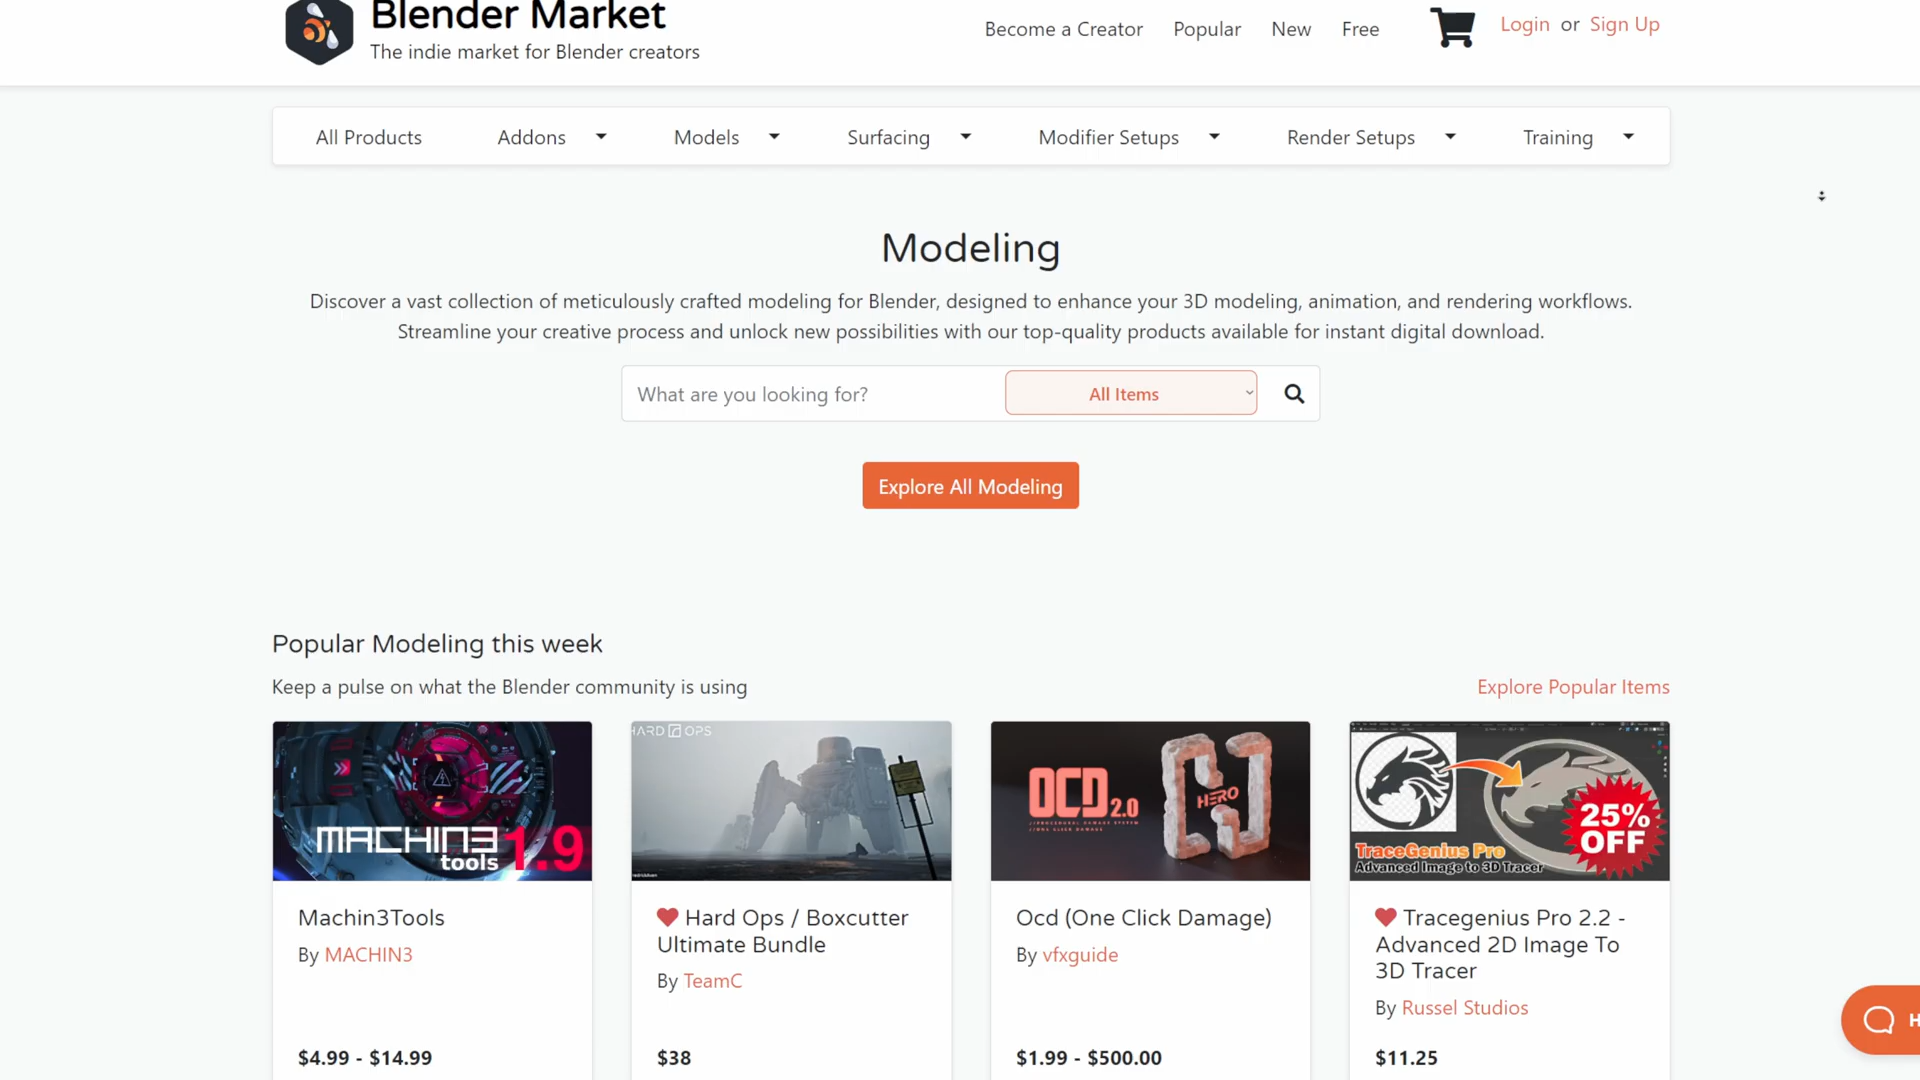 Blender Market
The indie market for Blender creators
Become a Creator
Popular
New
Free
Login or Sign Up
All Products
Addons
Models
Surfacing
Modifier Setups
Render Setups
Training
Modeling
Discover a vast collection of meticulously crafted modeling for Blender, designed to enhance your 3D modeling, animation, and rendering workflows.
Streamline your creative process and unlock new possibilities with our top-quality products available for instant digital download.
What are you looking for?
All Items
Explore All Modeling
Popular Modeling this week
Keep a pulse on what the Blender community is using
Explore Popular Items
MACHIN3
tools
1.9
HARD OPS
OCD 2.0
HERO
25%
OFF
TraceGenius Pro
Advanced Image to 3D Tracer
Machin3Tools
By MACHIN3
$4.99 - $14.99
Hard Ops / Boxcutter
Ultimate Bundle
By TeamC
$38
Ocd (One Click Damage)
By vfxguide
$1.99 - $500.00
Tracegenius Pro 2.2 -
Advanced 2D Image To
3D Tracer
By Russel Studios
$11.25
H